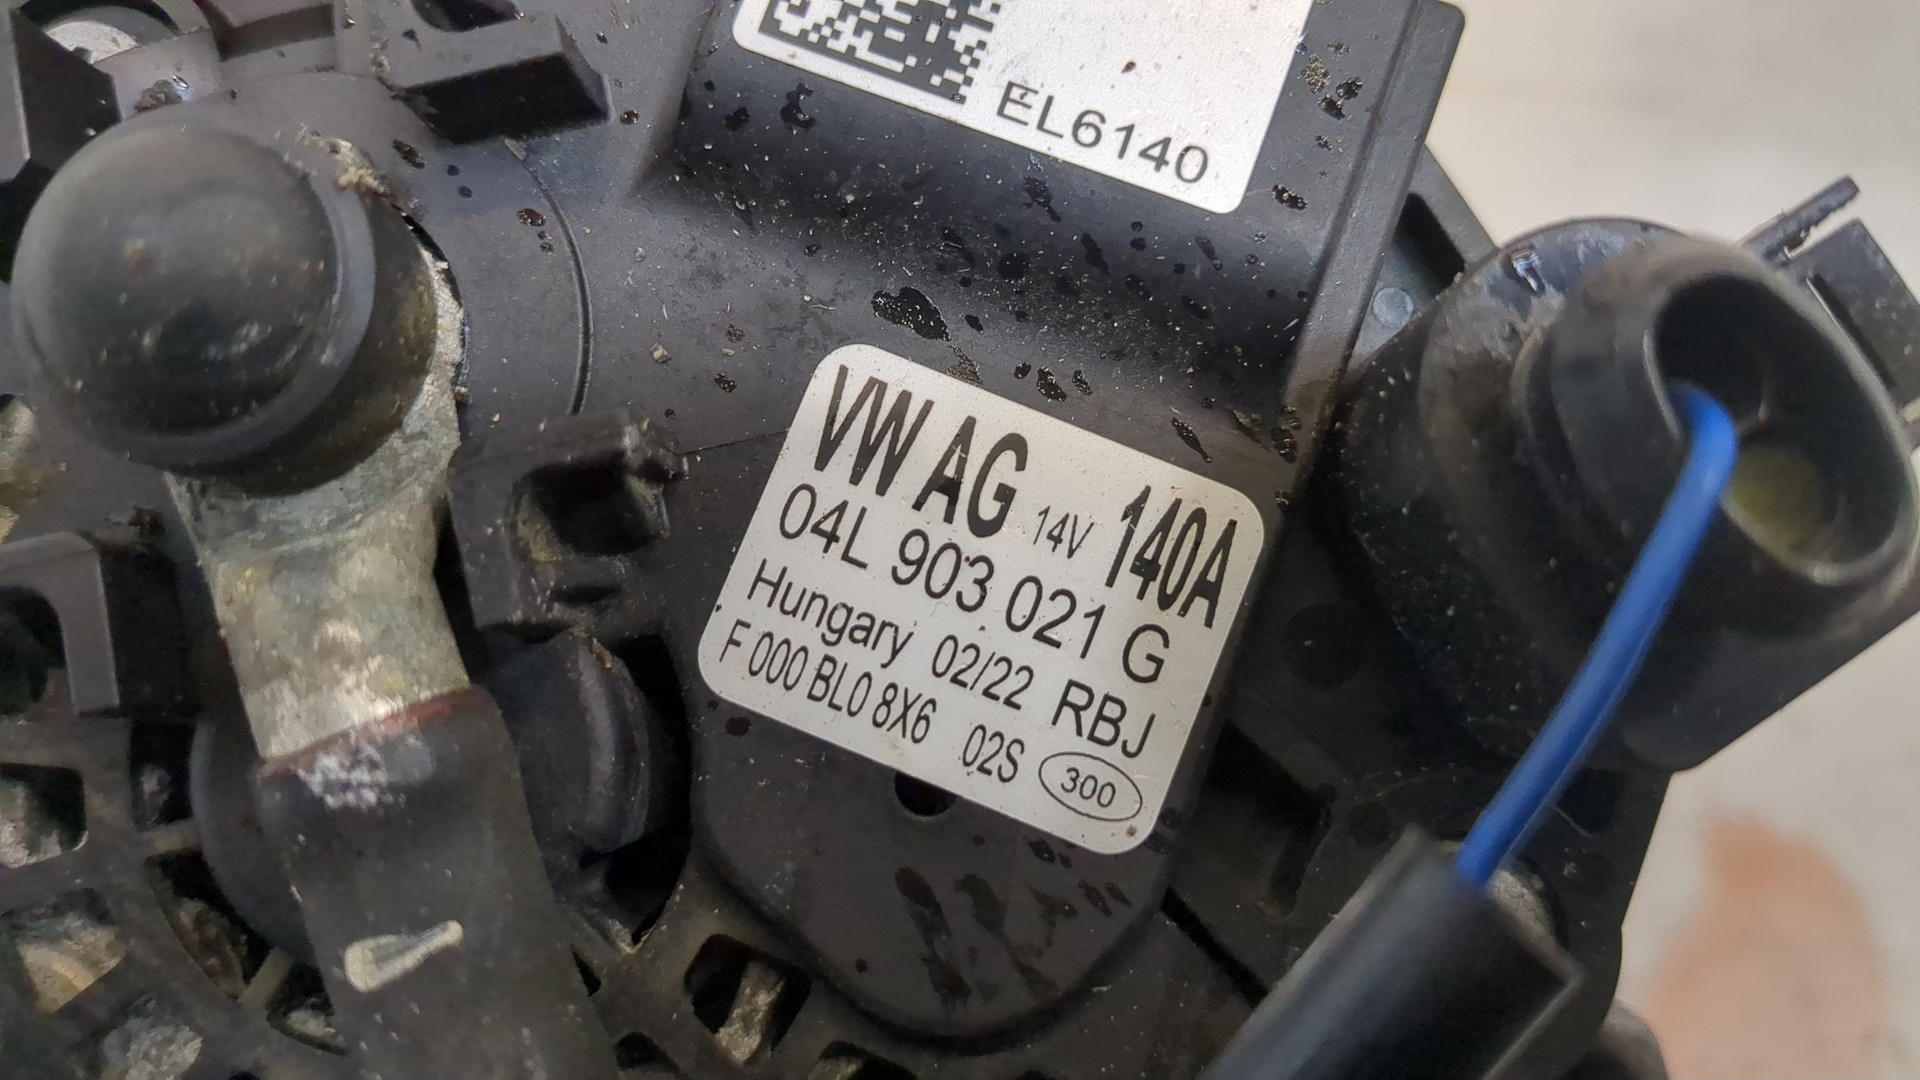 EL6140
VW AG 14V 140A
04L 903 021 G
Hungary 02/22 RBJ
F 000 BL0 8X6 02S 300